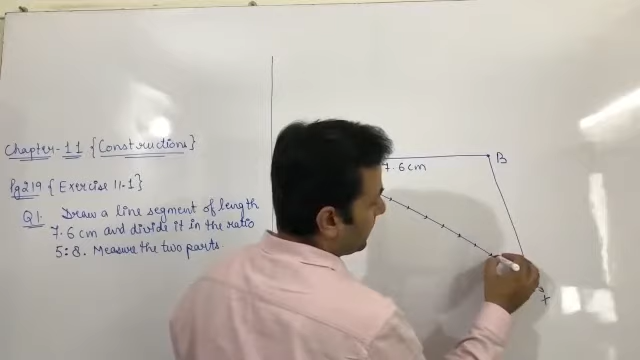 Chapter-11 {Constructions}
Pg219 {Exercise 11.1}
Q1. Draw a line segment of length
7.6 cm and divide it in the ratio
5:8. Measure the two parts.
B
7.6 cm
X